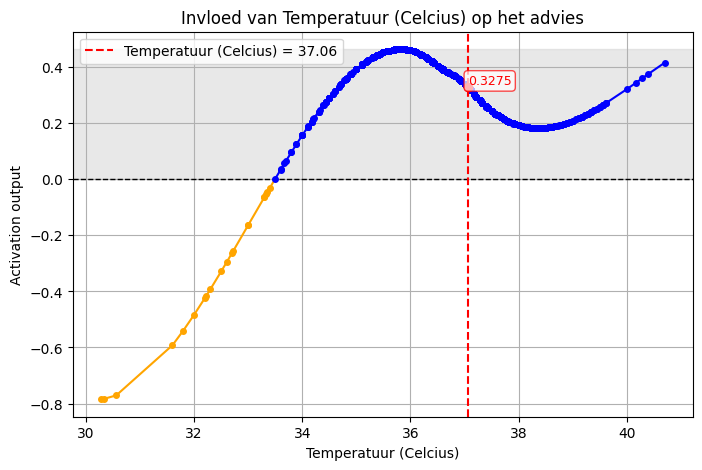 Invloed van Temperatuur (Celcius) op het advies
Temperatuur (Celcius) = 37.06
0.3275
Activation output
0.4
0.2
0.0
−0.2
−0.4
−0.6
−0.8
30 32 34 36 38 40
Temperatuur (Celcius)